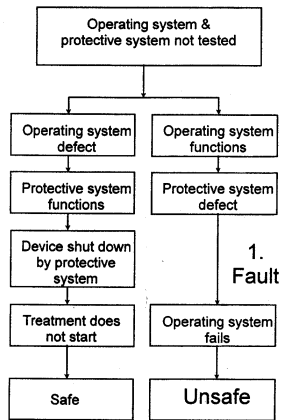 Operating system &
protective system not tested
Operating system
defect
Operating system
functions
Protective system
functions
Protective system
defect
Device shut down
by protective
system
1.
Fault
Treatment does
not start
Operating system
fails
Safe
Unsafe